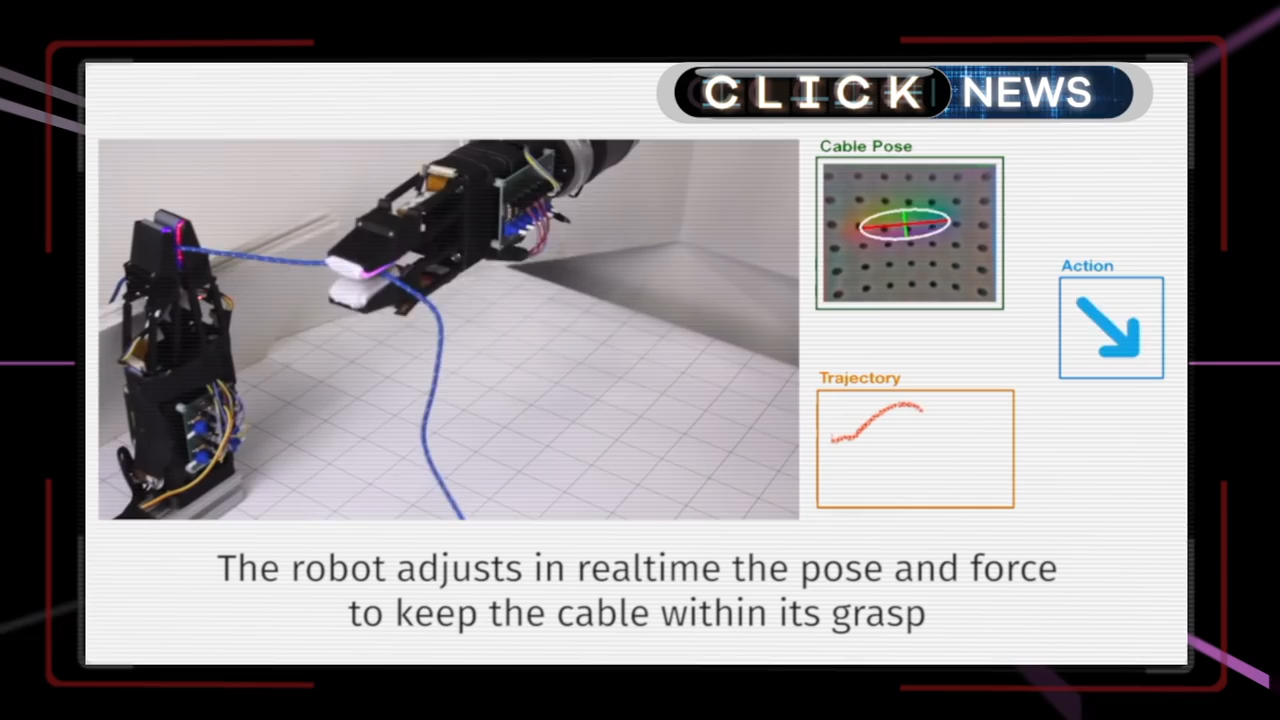 CLICK NEWS
Cable Pose
Action
Trajectory
The robot adjusts in realtime the pose and force
to keep the cable within its grasp